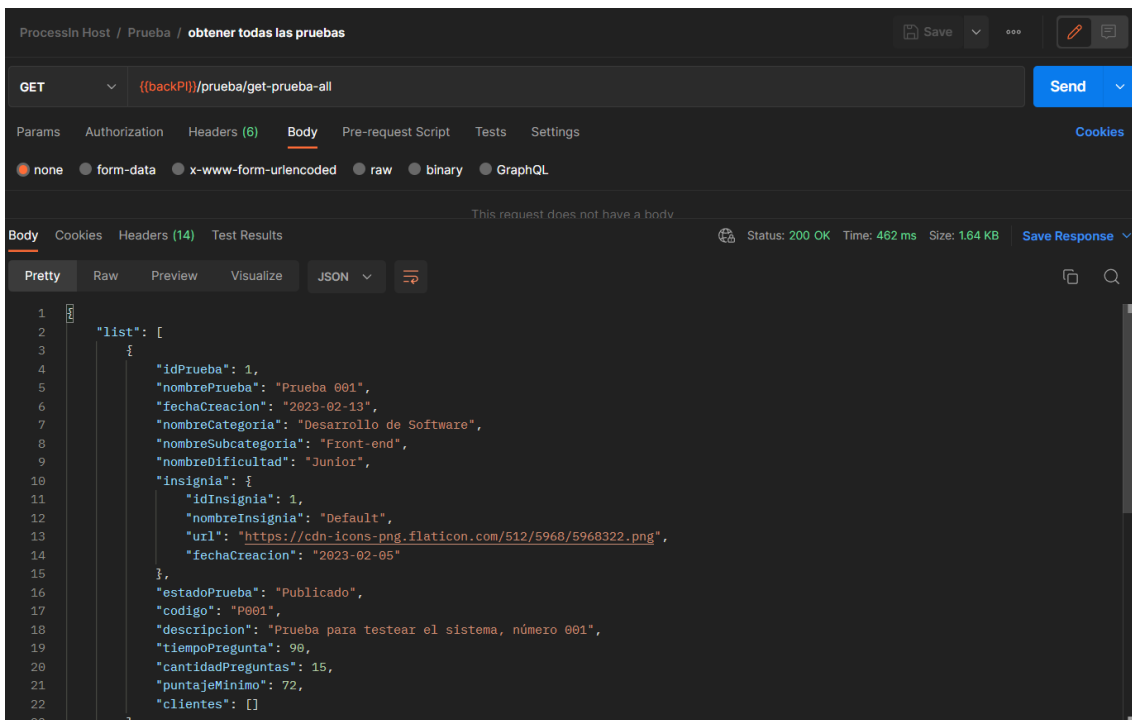 ProcessIn Host / Prueba / obtener todas las pruebas Save ooo
GET {{backPI}}/prueba/get-prueba-all Send
Params Authorization Headers (6) Body Pre-request Script Tests Settings Cookies
none form-data x-www-form-urlencoded raw binary GraphQL
This request does not have a body
Body Cookies Headers (14) Test Results Status: 200 OK Time: 462 ms Size: 1.64 KB Save Response
Pretty Raw Preview Visualize JSON
1 {
2 "list": [
3 {
4 "idPrueba": 1,
5 "nombrePrueba": "Prueba 001",
6 "fechaCreacion": "2023-02-13",
7 "nombreCategoria": "Desarrollo de Software",
8 "nombreSubcategoria": "Front-end",
9 "nombreDificultad": "Junior",
10 "insignia": {
11 "idInsignia": 1,
12 "nombreInsignia": "Default",
13 "url": "https://cdn-icons-png.flaticon.com/512/5968/5968322.png",
14 "fechaCreacion": "2023-02-05"
15 },
16 "estadoPrueba": "Publicado",
17 "codigo": "P001",
18 "descripcion": "Prueba para testear el sistema, número 001",
19 "tiempoPregunta": 90,
20 "cantidadPreguntas": 15,
21 "puntajeMinimo": 72,
22 "clientes": []